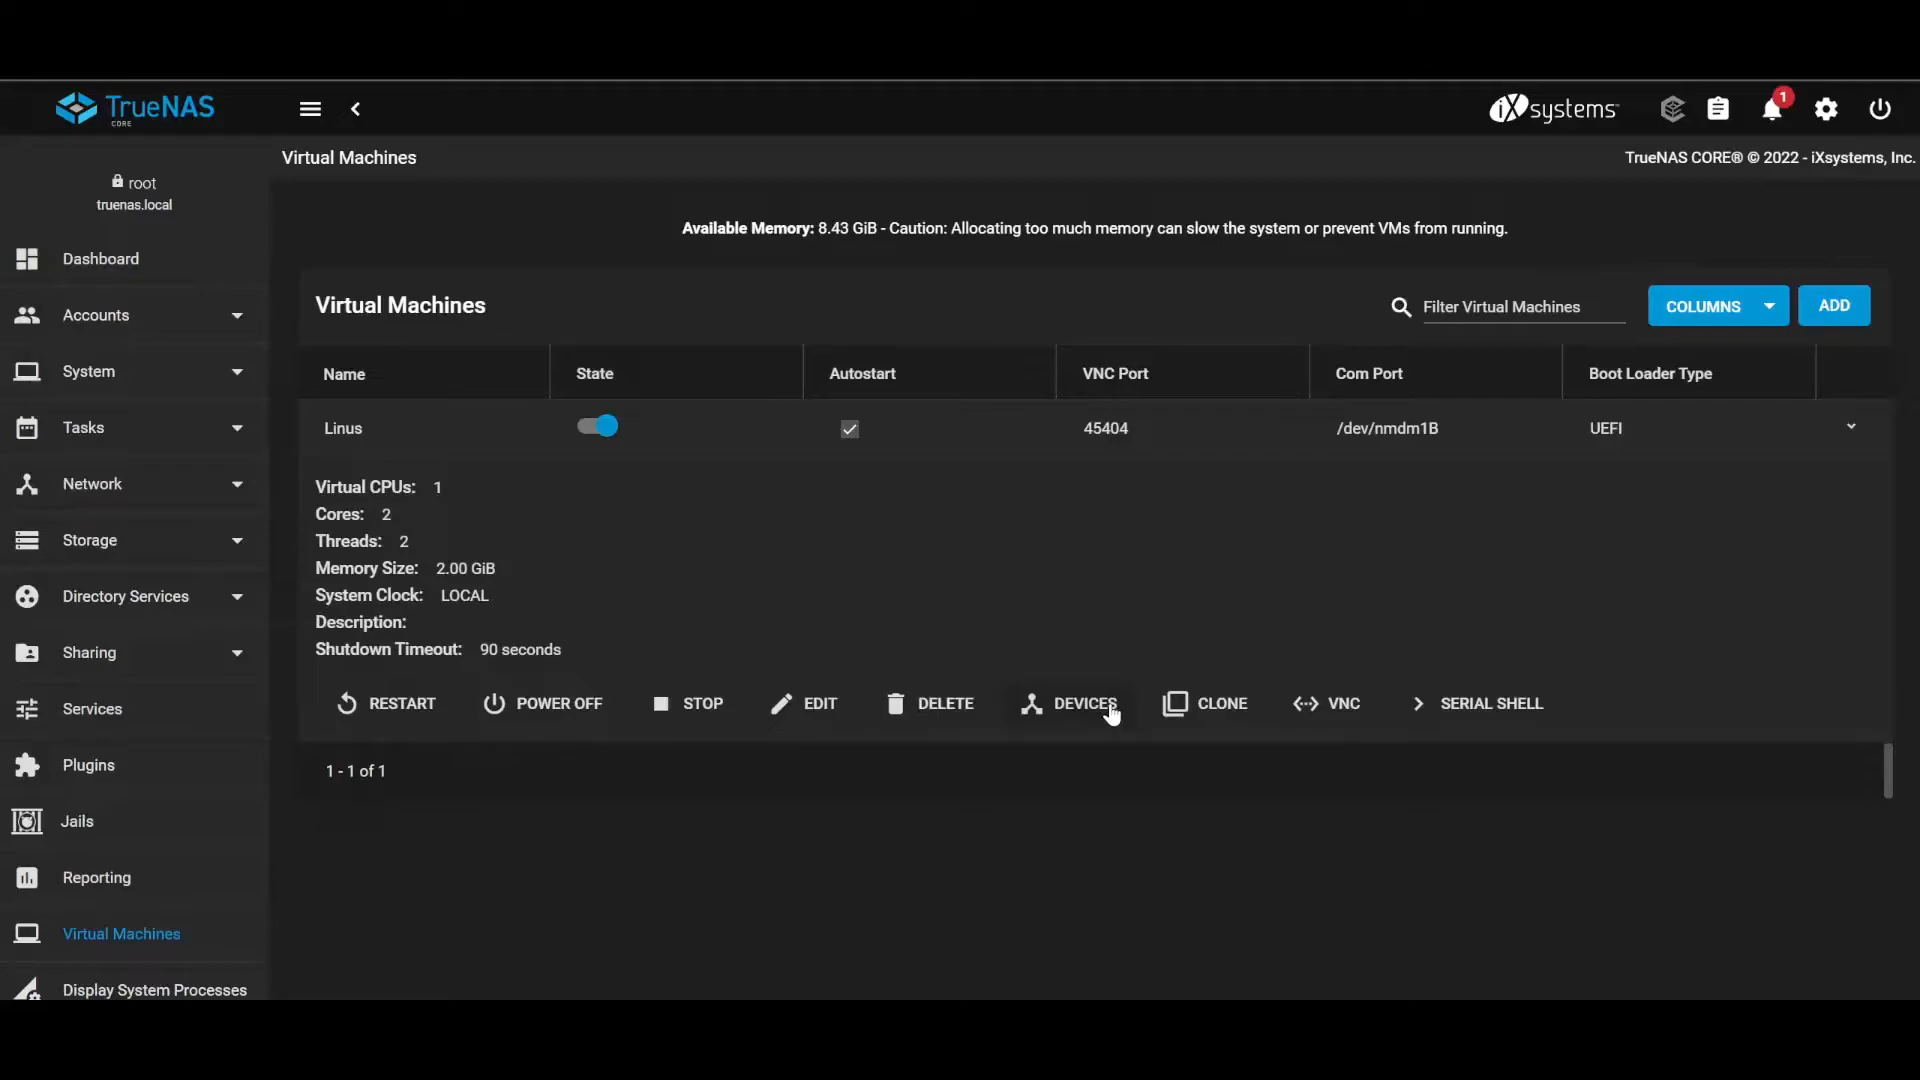 TrueNAS
CORE
iXsystems
1
root
truenas.local
Virtual Machines
TrueNAS CORE® © 2022 - iXsystems, Inc.
Dashboard
Accounts
System
Tasks
Network
Storage
Directory Services
Sharing
Services
Plugins
Jails
Reporting
Virtual Machines
Display System Processes
Available Memory: 8.43 GiB - Caution: Allocating too much memory can slow the system or prevent VMs from running.
Virtual Machines
Filter Virtual Machines
COLUMNS
ADD
Name State Autostart VNC Port Com Port Boot Loader Type
Linus 45404 /dev/nmdm1B UEFI
Virtual CPUs: 1
Cores: 2
Threads: 2
Memory Size: 2.00 GiB
System Clock: LOCAL
Description:
Shutdown Timeout: 90 seconds
RESTART POWER OFF STOP EDIT DELETE DEVICES CLONE VNC SERIAL SHELL
1 - 1 of 1